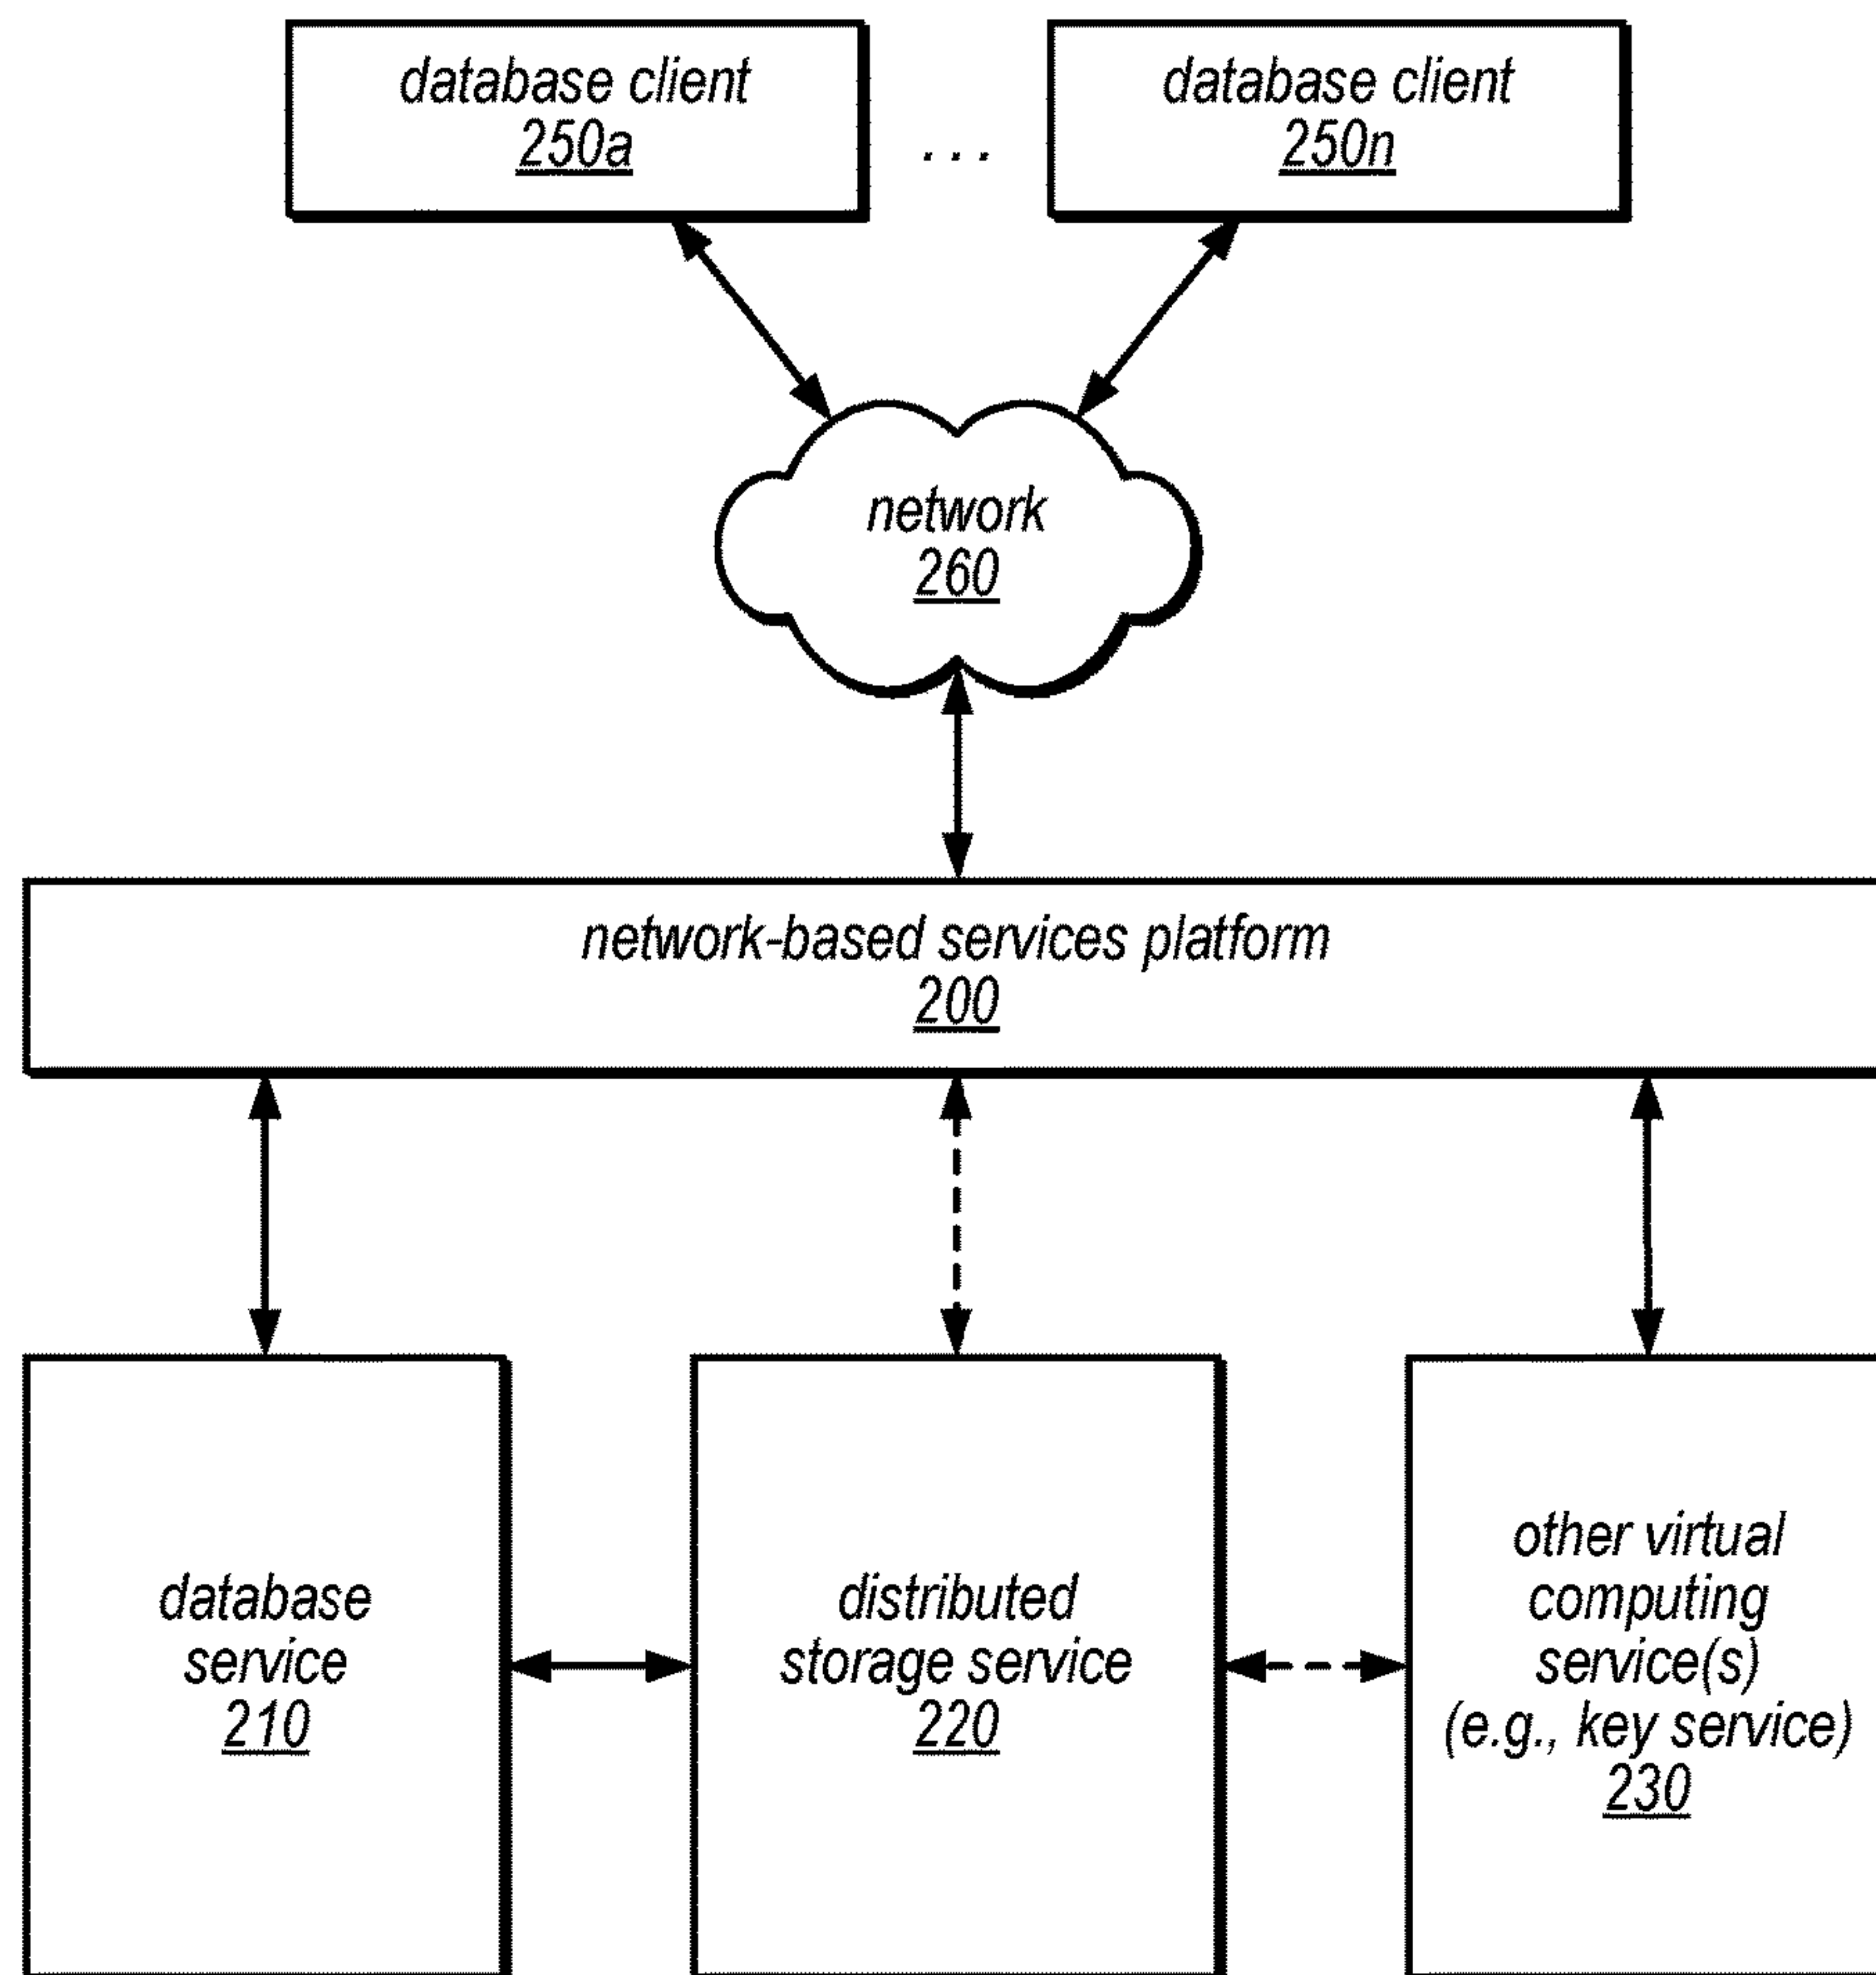 database client
250a
. . .
database client
250n
network
260
network-based services platform
200
database
service
210
distributed
storage service
220
other virtual
computing
service(s)
(e.g., key service)
230